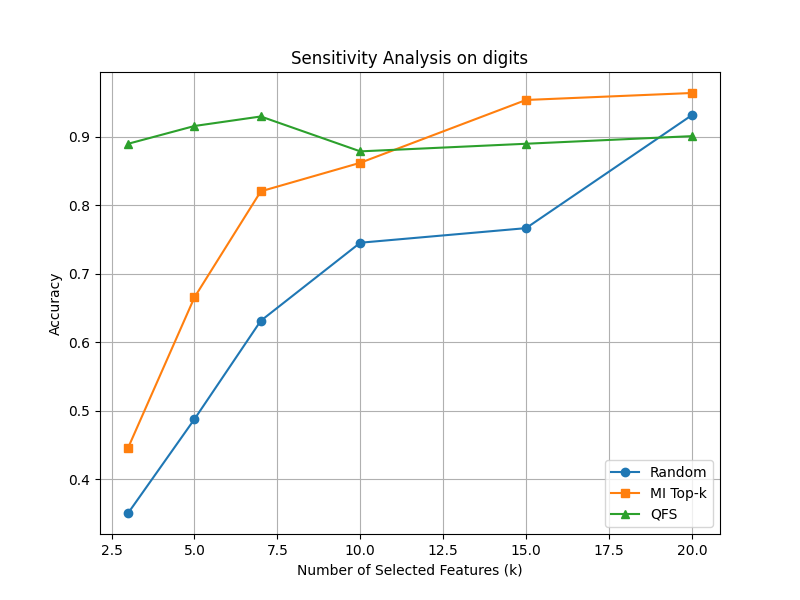 Sensitivity Analysis on digits
Accuracy
0.9
0.8
0.7
0.6
0.5
0.4
2.5 5.0 7.5 10.0 12.5 15.0 17.5 20.0
Number of Selected Features (k)
Random
MI Top-k
QFS